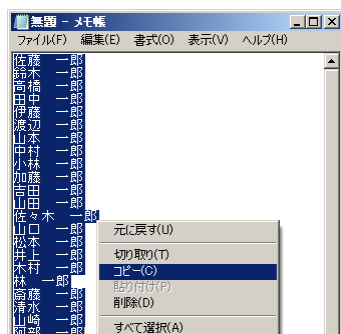 無題 - メモ帳
ファイル(F) 編集(E) 書式(O) 表示(V) ヘルプ(H)
佐藤 一郎
鈴木 一郎
高橋 一郎
田中 一郎
伊藤 一郎
渡辺 一郎
山本 一郎
中村 一郎
小林 一郎
加藤 一郎
吉田 一郎
山田 一郎
佐々木 一郎
山口 一郎
松本 一郎
井上 一郎
木村 一郎
林 一郎
斎藤 一郎
清水 一郎
山崎 一郎
阿部 一郎
元に戻す(U)
切り取り(T)
コピー(C)
貼り付け(P)
削除(D)
すべて選択(A)